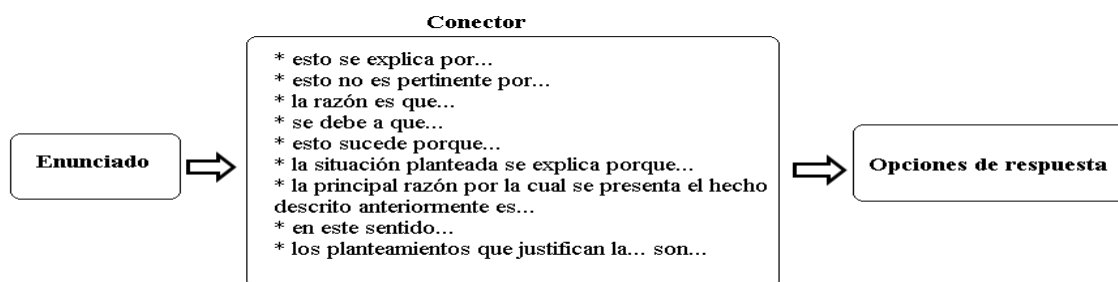 Conector
* esto se explica por...
* esto no es pertinente por...
* la razón es que...
* se debe a que...
* esto sucede porque...
* la situación planteada se explica porque...
* la principal razón por la cual se presenta el hecho
descrito anteriormente es...
* en este sentido...
* los planteamientos que justifican la... son...
Enunciado
Opciones de respuesta